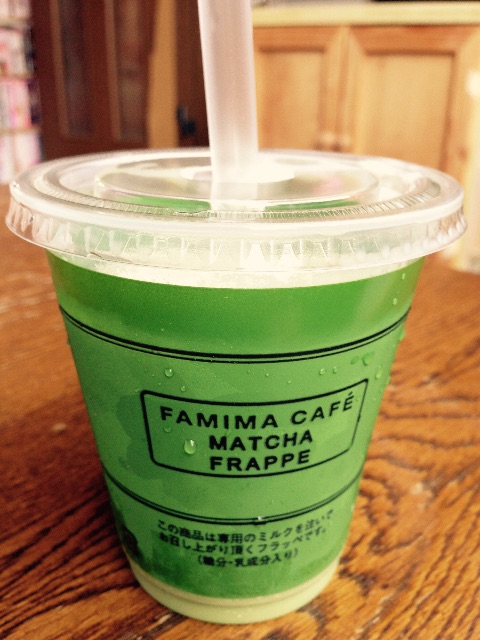 FAMIMA CAFÉ
MATCHA
FRAPPE
この商品は専用のミルクを注いで
お召し上がり頂くフラッペです。
(糖分・乳成分入り)